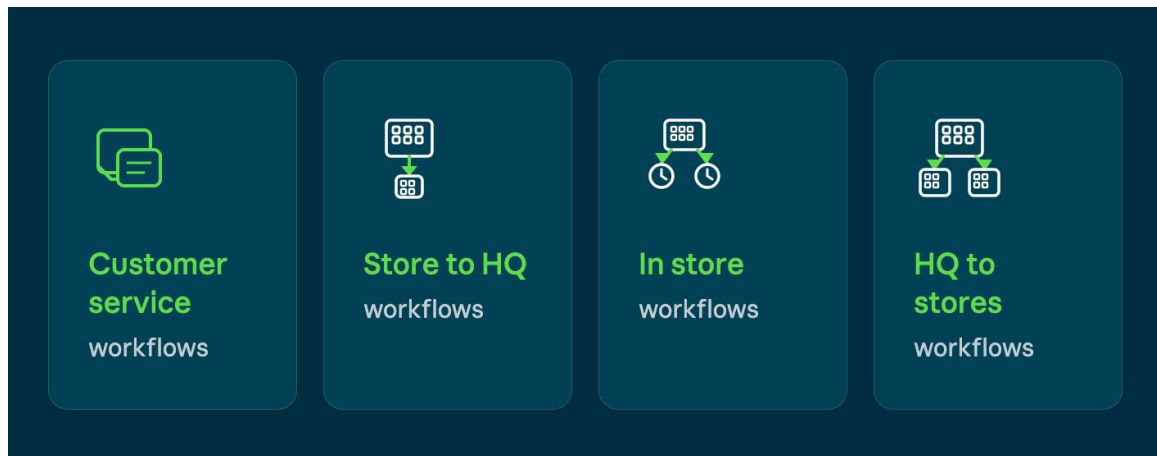 Customer
service
workflows
Store to HQ
workflows
In store
workflows
HQ to
stores
workflows